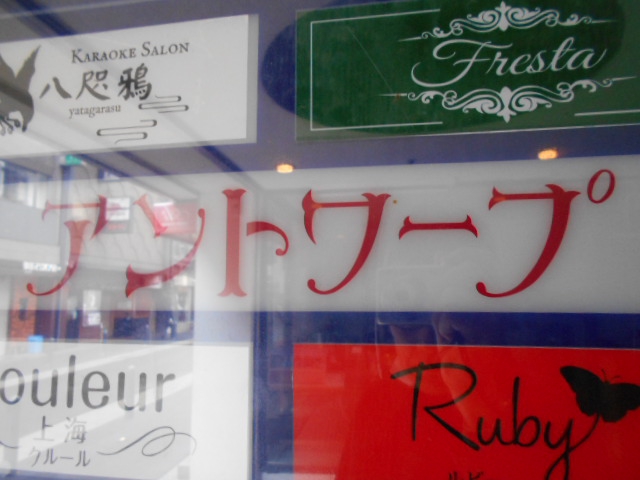 KARAOKE SALON
八咫鴉
yatagarasu
Fresta
アントワープ
ouleur
上海
クルール
Ruby